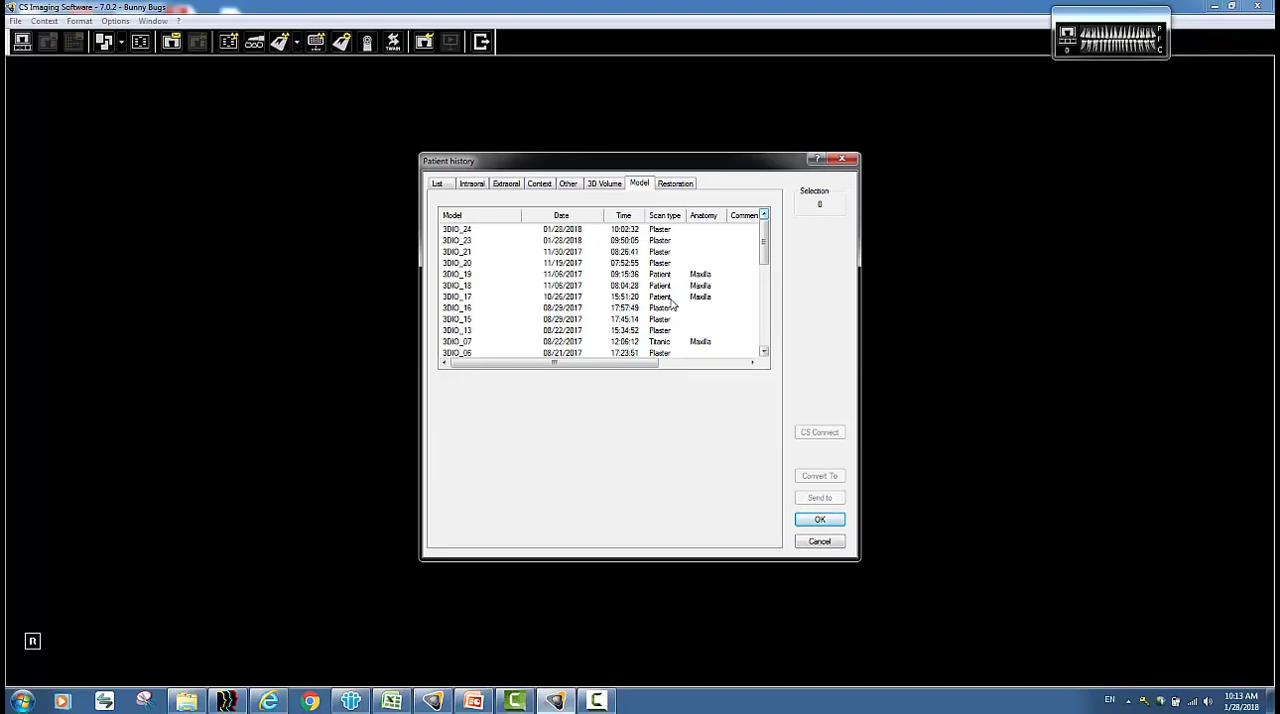 CS Imaging Software - 7.0.2 - Bunny Bugs
File Context Format Options Window ?
TWAIN
0
Patient history
?
List Intraoral Extraoral Context Other 3D Volume Model Restoration
Selection
0
Model Date Time Scan type Anatomy Commen
3DIO_24 01/28/2018 10:02:32 Plaster
3DIO_23 01/28/2018 09:50:05 Plaster
3DIO_21 11/30/2017 08:26:41 Plaster
3DIO_20 11/19/2017 07:52:55 Plaster
3DIO_19 11/06/2017 09:15:36 Patient Maxilla
3DIO_18 11/06/2017 08:04:28 Patient Maxilla
3DIO_17 10/26/2017 15:51:20 Patient Maxilla
3DIO_16 08/29/2017 17:57:49 Plaster
3DIO_15 08/29/2017 17:45:14 Plaster
3DIO_13 08/22/2017 15:34:52 Plaster
3DIO_07 08/22/2017 12:06:12 Titanic Maxilla
3DIO_06 08/21/2017 17:23:51 Plaster
CS Connect
Convert To
Send to
OK
Cancel
R
EN
10:13 AM
1/28/2018